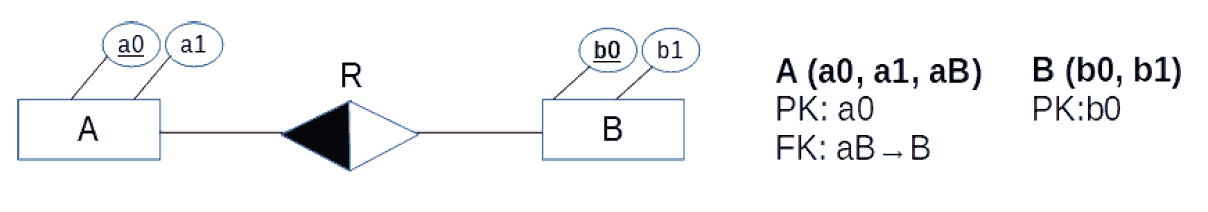 a0
a1
R
A
b0
b1
B
A (a0, a1, aB)
PK: a0
FK: aB→B
B (b0, b1)
PK:b0